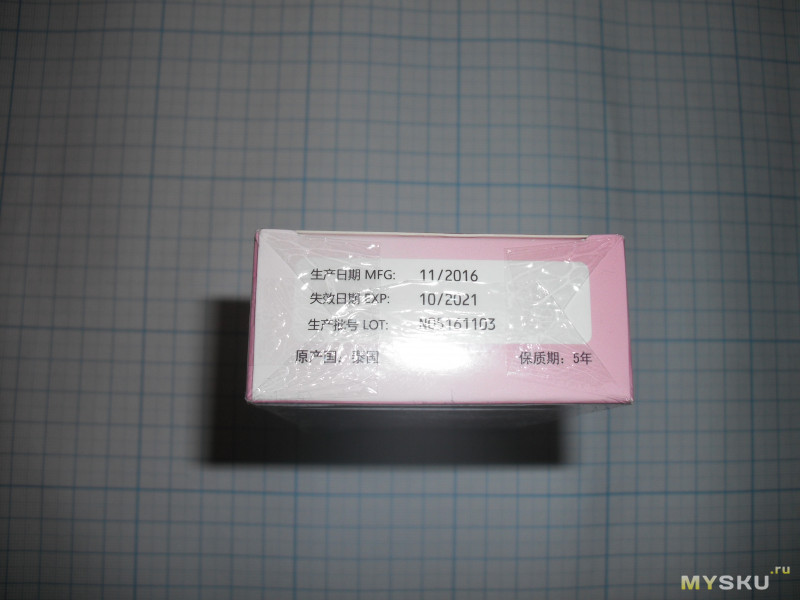 生产日期 MFG: 11/2016
失效日期 EXP: 10/2021
生产批号 LOT: N05161103
原产国：泰国 保质期：5年
MYSKU.ru